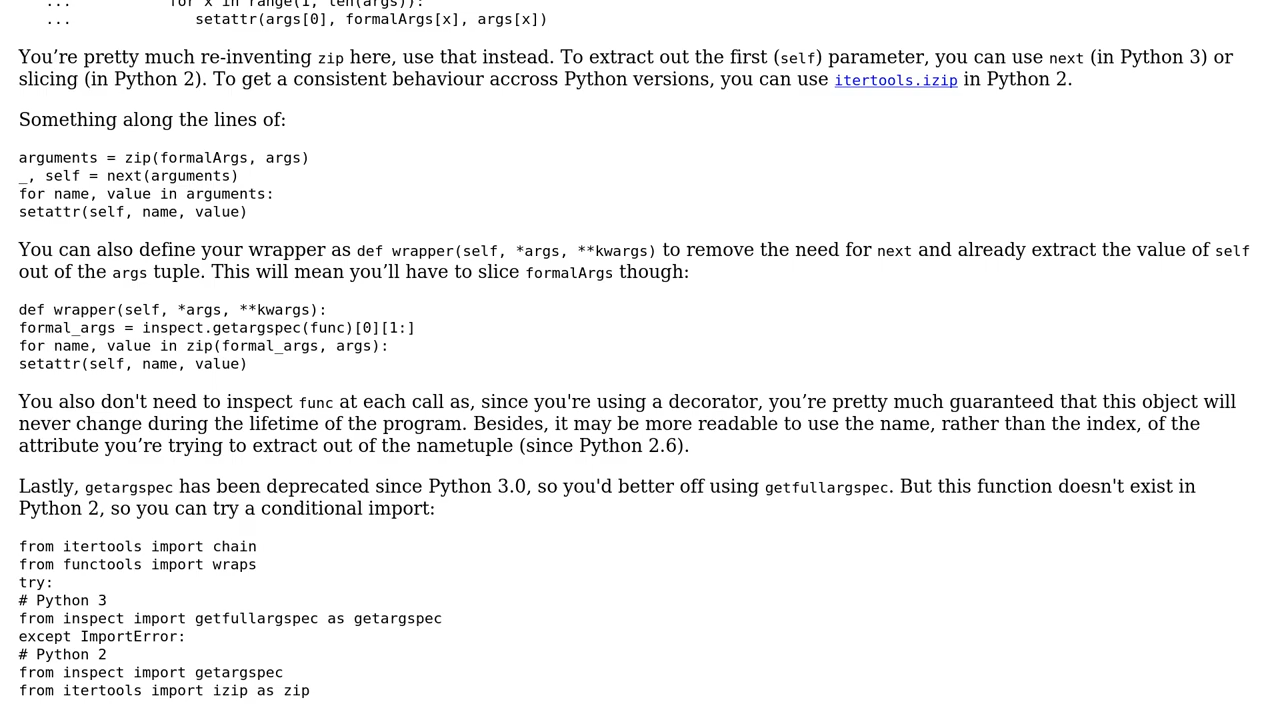 ... for x in range(1, len(args)):
... setattr(args[0], formalArgs[x], args[x])
You’re pretty much re-inventing zip here, use that instead. To extract out the first (self) parameter, you can use next (in Python 3) or
slicing (in Python 2). To get a consistent behaviour accross Python versions, you can use itertools.izip in Python 2.
Something along the lines of:
arguments = zip(formalArgs, args)
_, self = next(arguments)
for name, value in arguments:
setattr(self, name, value)
You can also define your wrapper as def wrapper(self, *args, **kwargs) to remove the need for next and already extract the value of self
out of the args tuple. This will mean you’ll have to slice formalArgs though:
def wrapper(self, *args, **kwargs):
formal_args = inspect.getargspec(func)[0][1:]
for name, value in zip(formal_args, args):
setattr(self, name, value)
You also don't need to inspect func at each call as, since you're using a decorator, you’re pretty much guaranteed that this object will
never change during the lifetime of the program. Besides, it may be more readable to use the name, rather than the index, of the
attribute you’re trying to extract out of the nametuple (since Python 2.6).
Lastly, getargspec has been deprecated since Python 3.0, so you'd better off using getfullargspec. But this function doesn't exist in
Python 2, so you can try a conditional import:
from itertools import chain
from functools import wraps
try:
# Python 3
from inspect import getfullargspec as getargspec
except ImportError:
# Python 2
from inspect import getargspec
from itertools import izip as zip